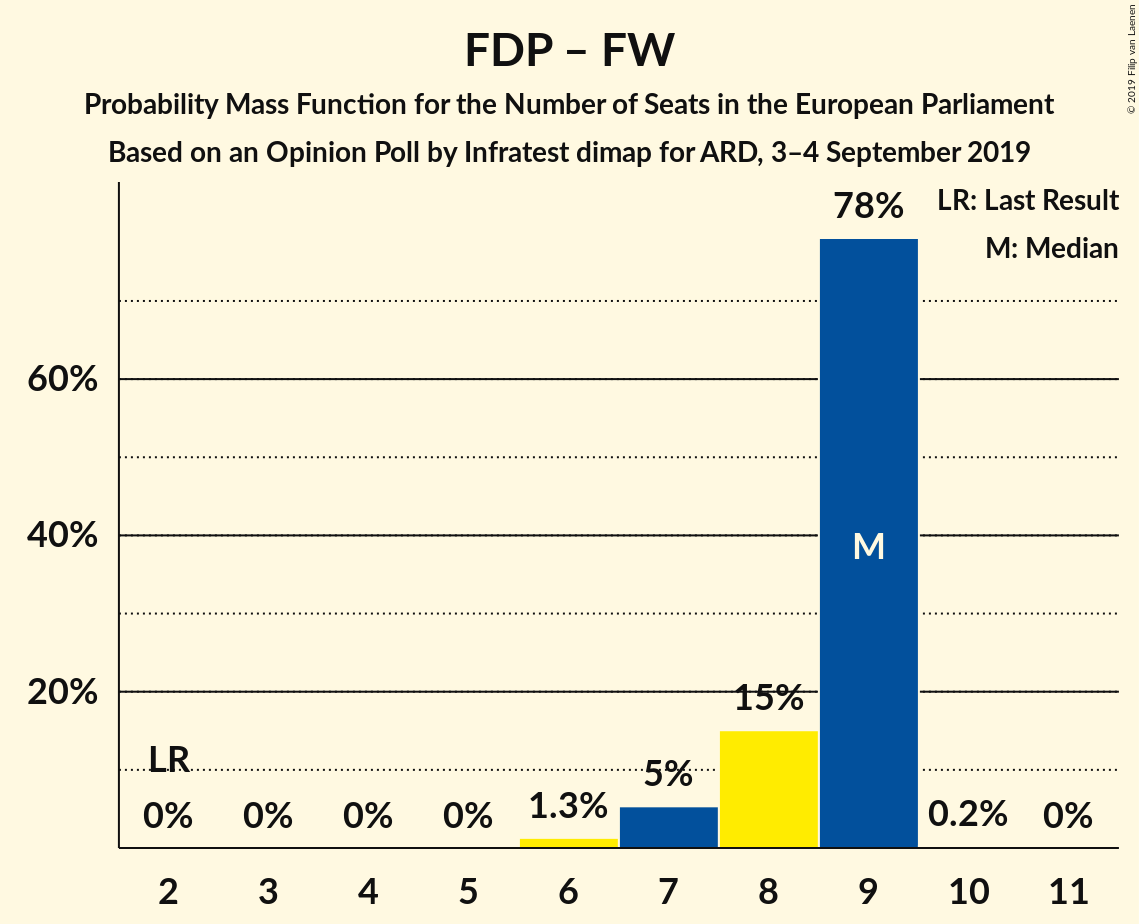 FDP – FW
Probability Mass Function for the Number of Seats in the European Parliament
Based on an Opinion Poll by Infratest dimap for ARD, 3–4 September 2019
© 2019 Filip van Laenen
LR: Last Result
M: Median
78%
60%
40%
M
20%
15%
LR
5%
0% 0% 0% 0% 1.3% 0.2% 0%
2 3 4 5 6 7 8 9 10 11